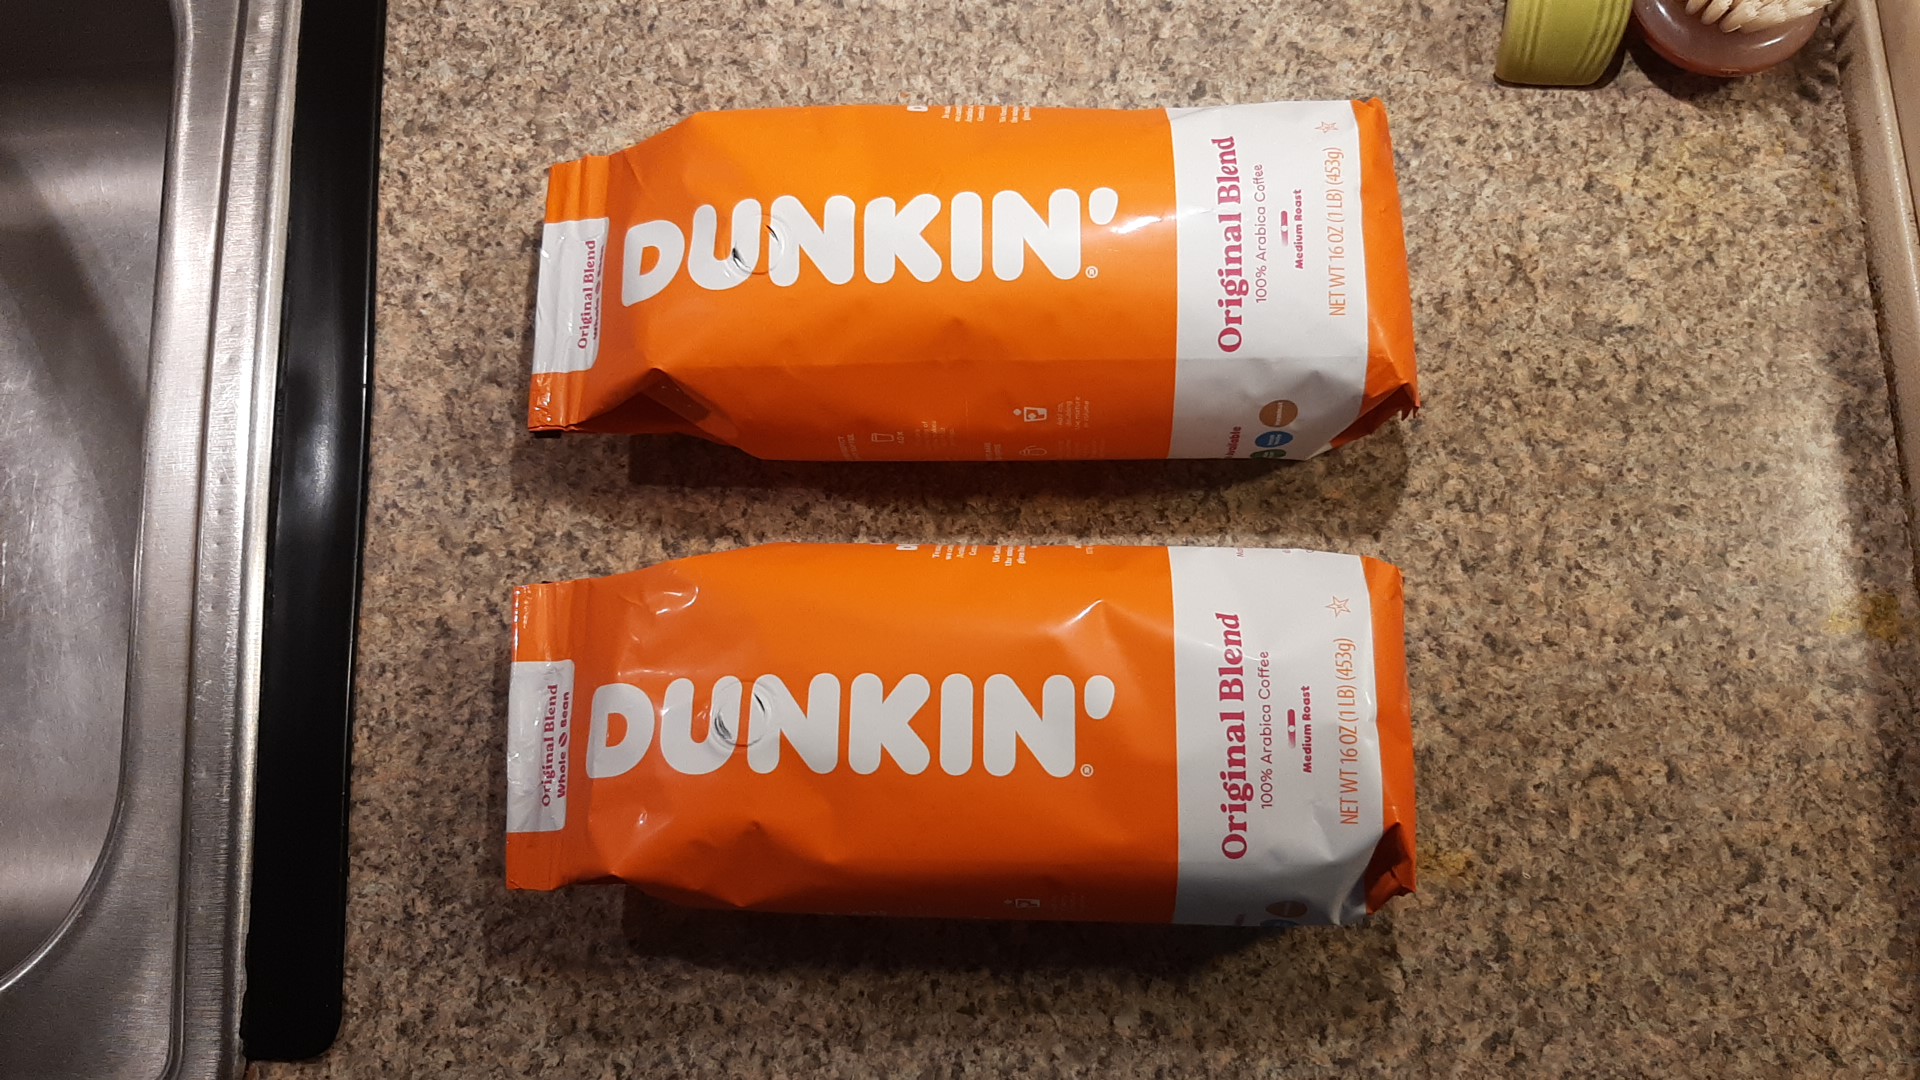 DUNKIN'
®
Original Blend
Original Blend
100% Arabica Coffee
Medium Roast
NET WT 16 OZ (1 LB) (453g)
Original Blend
Whole Bean
DUNKIN'
®
Original Blend
100% Arabica Coffee
Medium Roast
NET WT 16 OZ (1 LB) (453g)